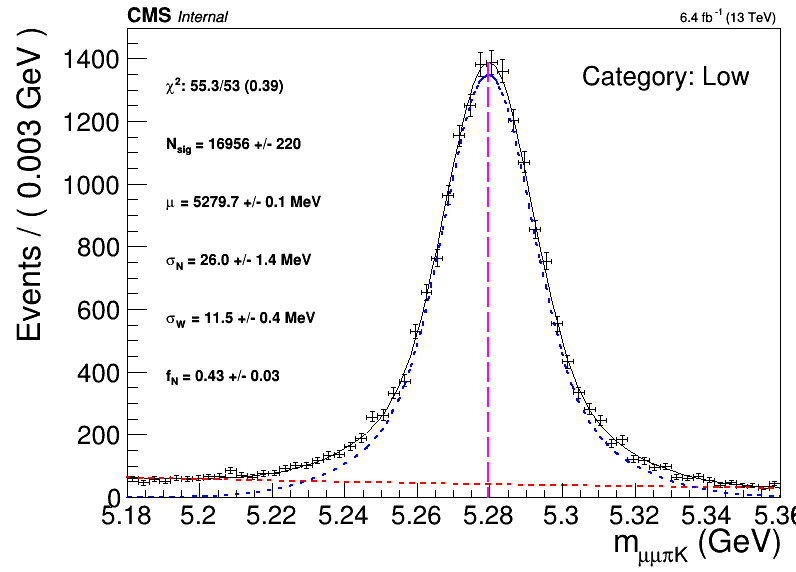 CMS Internal
6.4 fb⁻¹ (13 TeV)
Category: Low
χ²: 55.3/53 (0.39)
N_sig = 16956 +/- 220
μ = 5279.7 +/- 0.1 MeV
σ_N = 26.0 +/- 1.4 MeV
σ_W = 11.5 +/- 0.4 MeV
f_N = 0.43 +/- 0.03
Events / ( 0.003 GeV )
1400
1200
1000
800
600
400
200
0
5.18 5.2 5.22 5.24 5.26 5.28 5.3 5.32 5.34 5.36
m_μμπK (GeV)